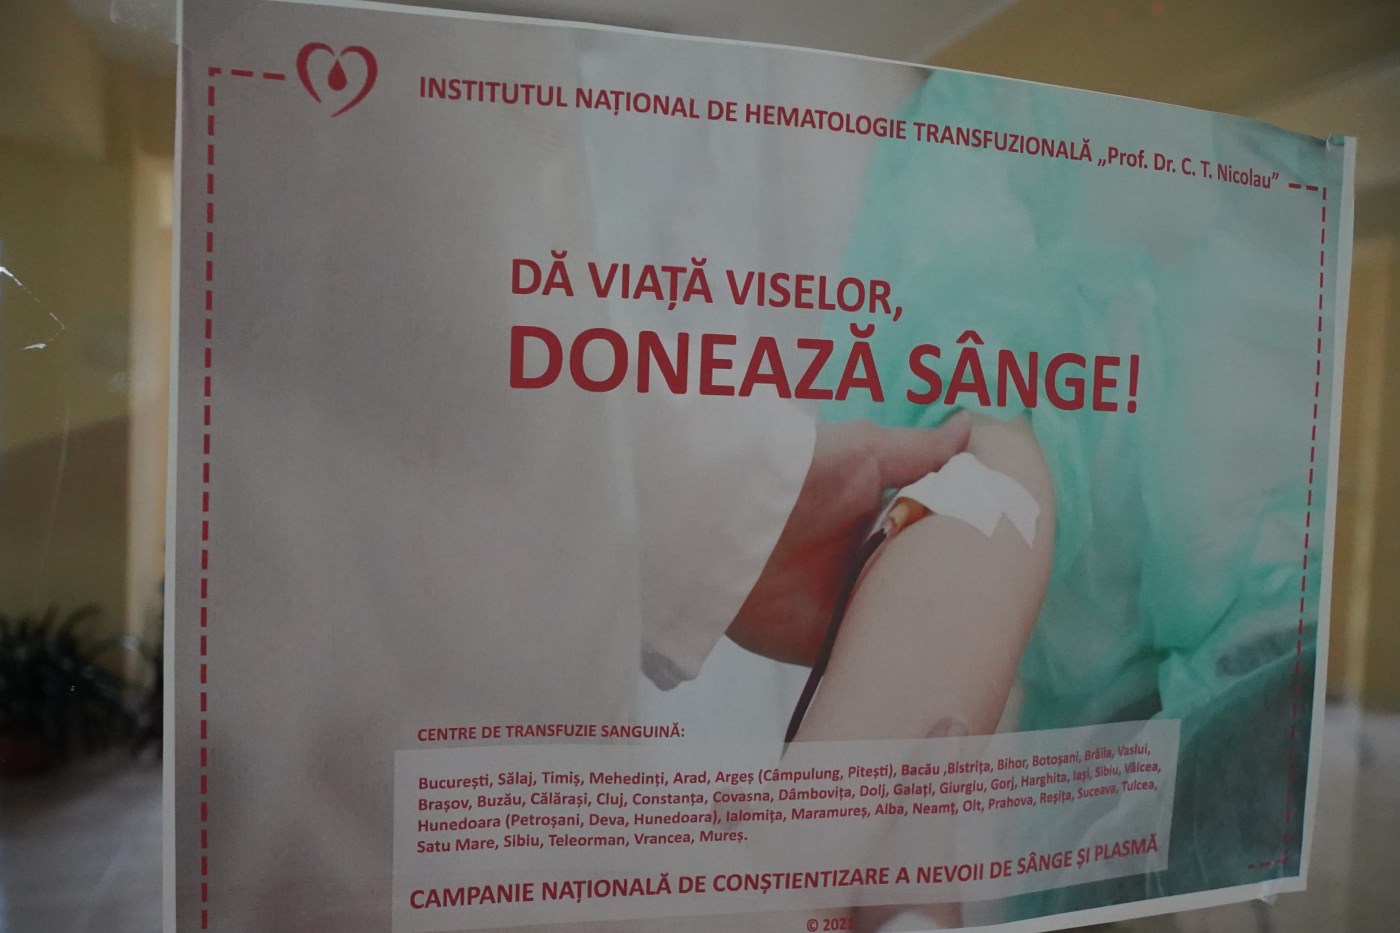 INSTITUTUL NAȚIONAL DE HEMATOLOGIE TRANSFUZIONALĂ „Prof. Dr. C. T. Nicolau”
DĂ VIAȚĂ VISELOR,
DONEAZĂ SÂNGE!
CENTRE DE TRANSFUZIE SANGUINĂ:
București, Sălaj, Timiș, Mehedinți, Arad, Argeș (Câmpulung, Pitești), Bacău ,Bistrița, Bihor, Botoșani, Brăila, Vaslui,
Brașov, Buzău, Călărași, Cluj, Constanța, Covasna, Dâmbovița, Dolj, Galați, Giurgiu, Gorj, Harghita, Iași, Sibiu, Vâlcea,
Hunedoara (Petroșani, Deva, Hunedoara), Ialomița, Maramureș, Alba, Neamț, Olt, Prahova, Reșița, Suceava, Tulcea,
Satu Mare, Sibiu, Teleorman, Vrancea, Mureș.
CAMPANIE NAȚIONALĂ DE CONȘTIENTIZARE A NEVOII DE SÂNGE ȘI PLASMĂ
©